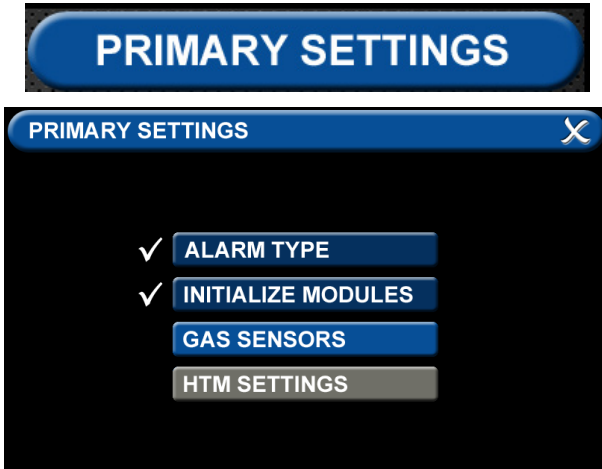 PRIMARY SETTINGS
PRIMARY SETTINGS
ALARM TYPE
INITIALIZE MODULES
GAS SENSORS
HTM SETTINGS